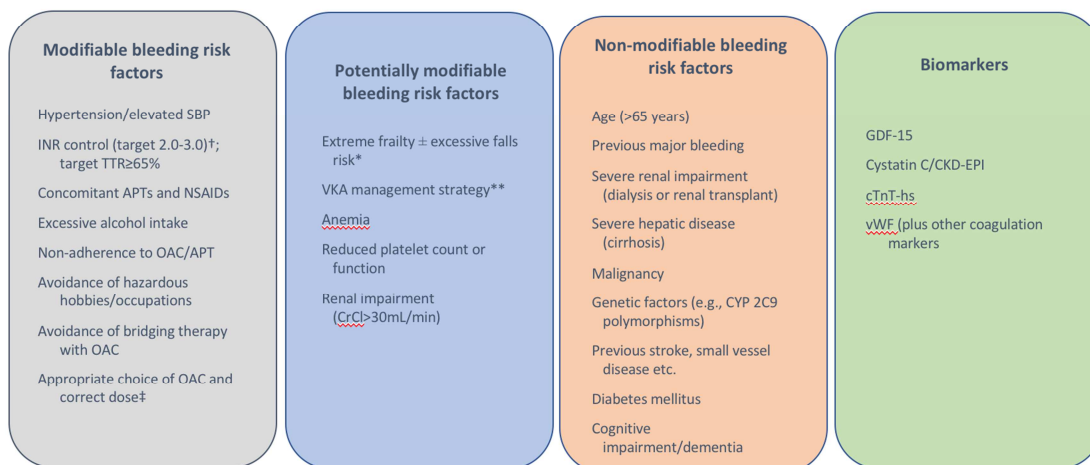 Modifiable bleeding risk
factors
Hypertension/elevated SBP
INR control (target 2.0-3.0)†;
target TTR≥65%
Concomitant APTs and NSAIDs
Excessive alcohol intake
Non-adherence to OAC/APT
Avoidance of hazardous
hobbies/occupations
Avoidance of bridging therapy
with OAC
Appropriate choice of OAC and
correct dose‡
Potentially modifiable
bleeding risk factors
Extreme frailty ± excessive falls
risk*
VKA management strategy**
Anemia
Reduced platelet count or
function
Renal impairment
(CrCl>30mL/min)
Non-modifiable bleeding
risk factors
Age (>65 years)
Previous major bleeding
Severe renal impairment
(dialysis or renal transplant)
Severe hepatic disease
(cirrhosis)
Malignancy
Genetic factors (e.g., CYP 2C9
polymorphisms)
Previous stroke, small vessel
disease etc.
Diabetes mellitus
Cognitive
impairment/dementia
Biomarkers
GDF-15
Cystatin C/CKD-EPI
cTnT-hs
vWF (plus other coagulation
markers